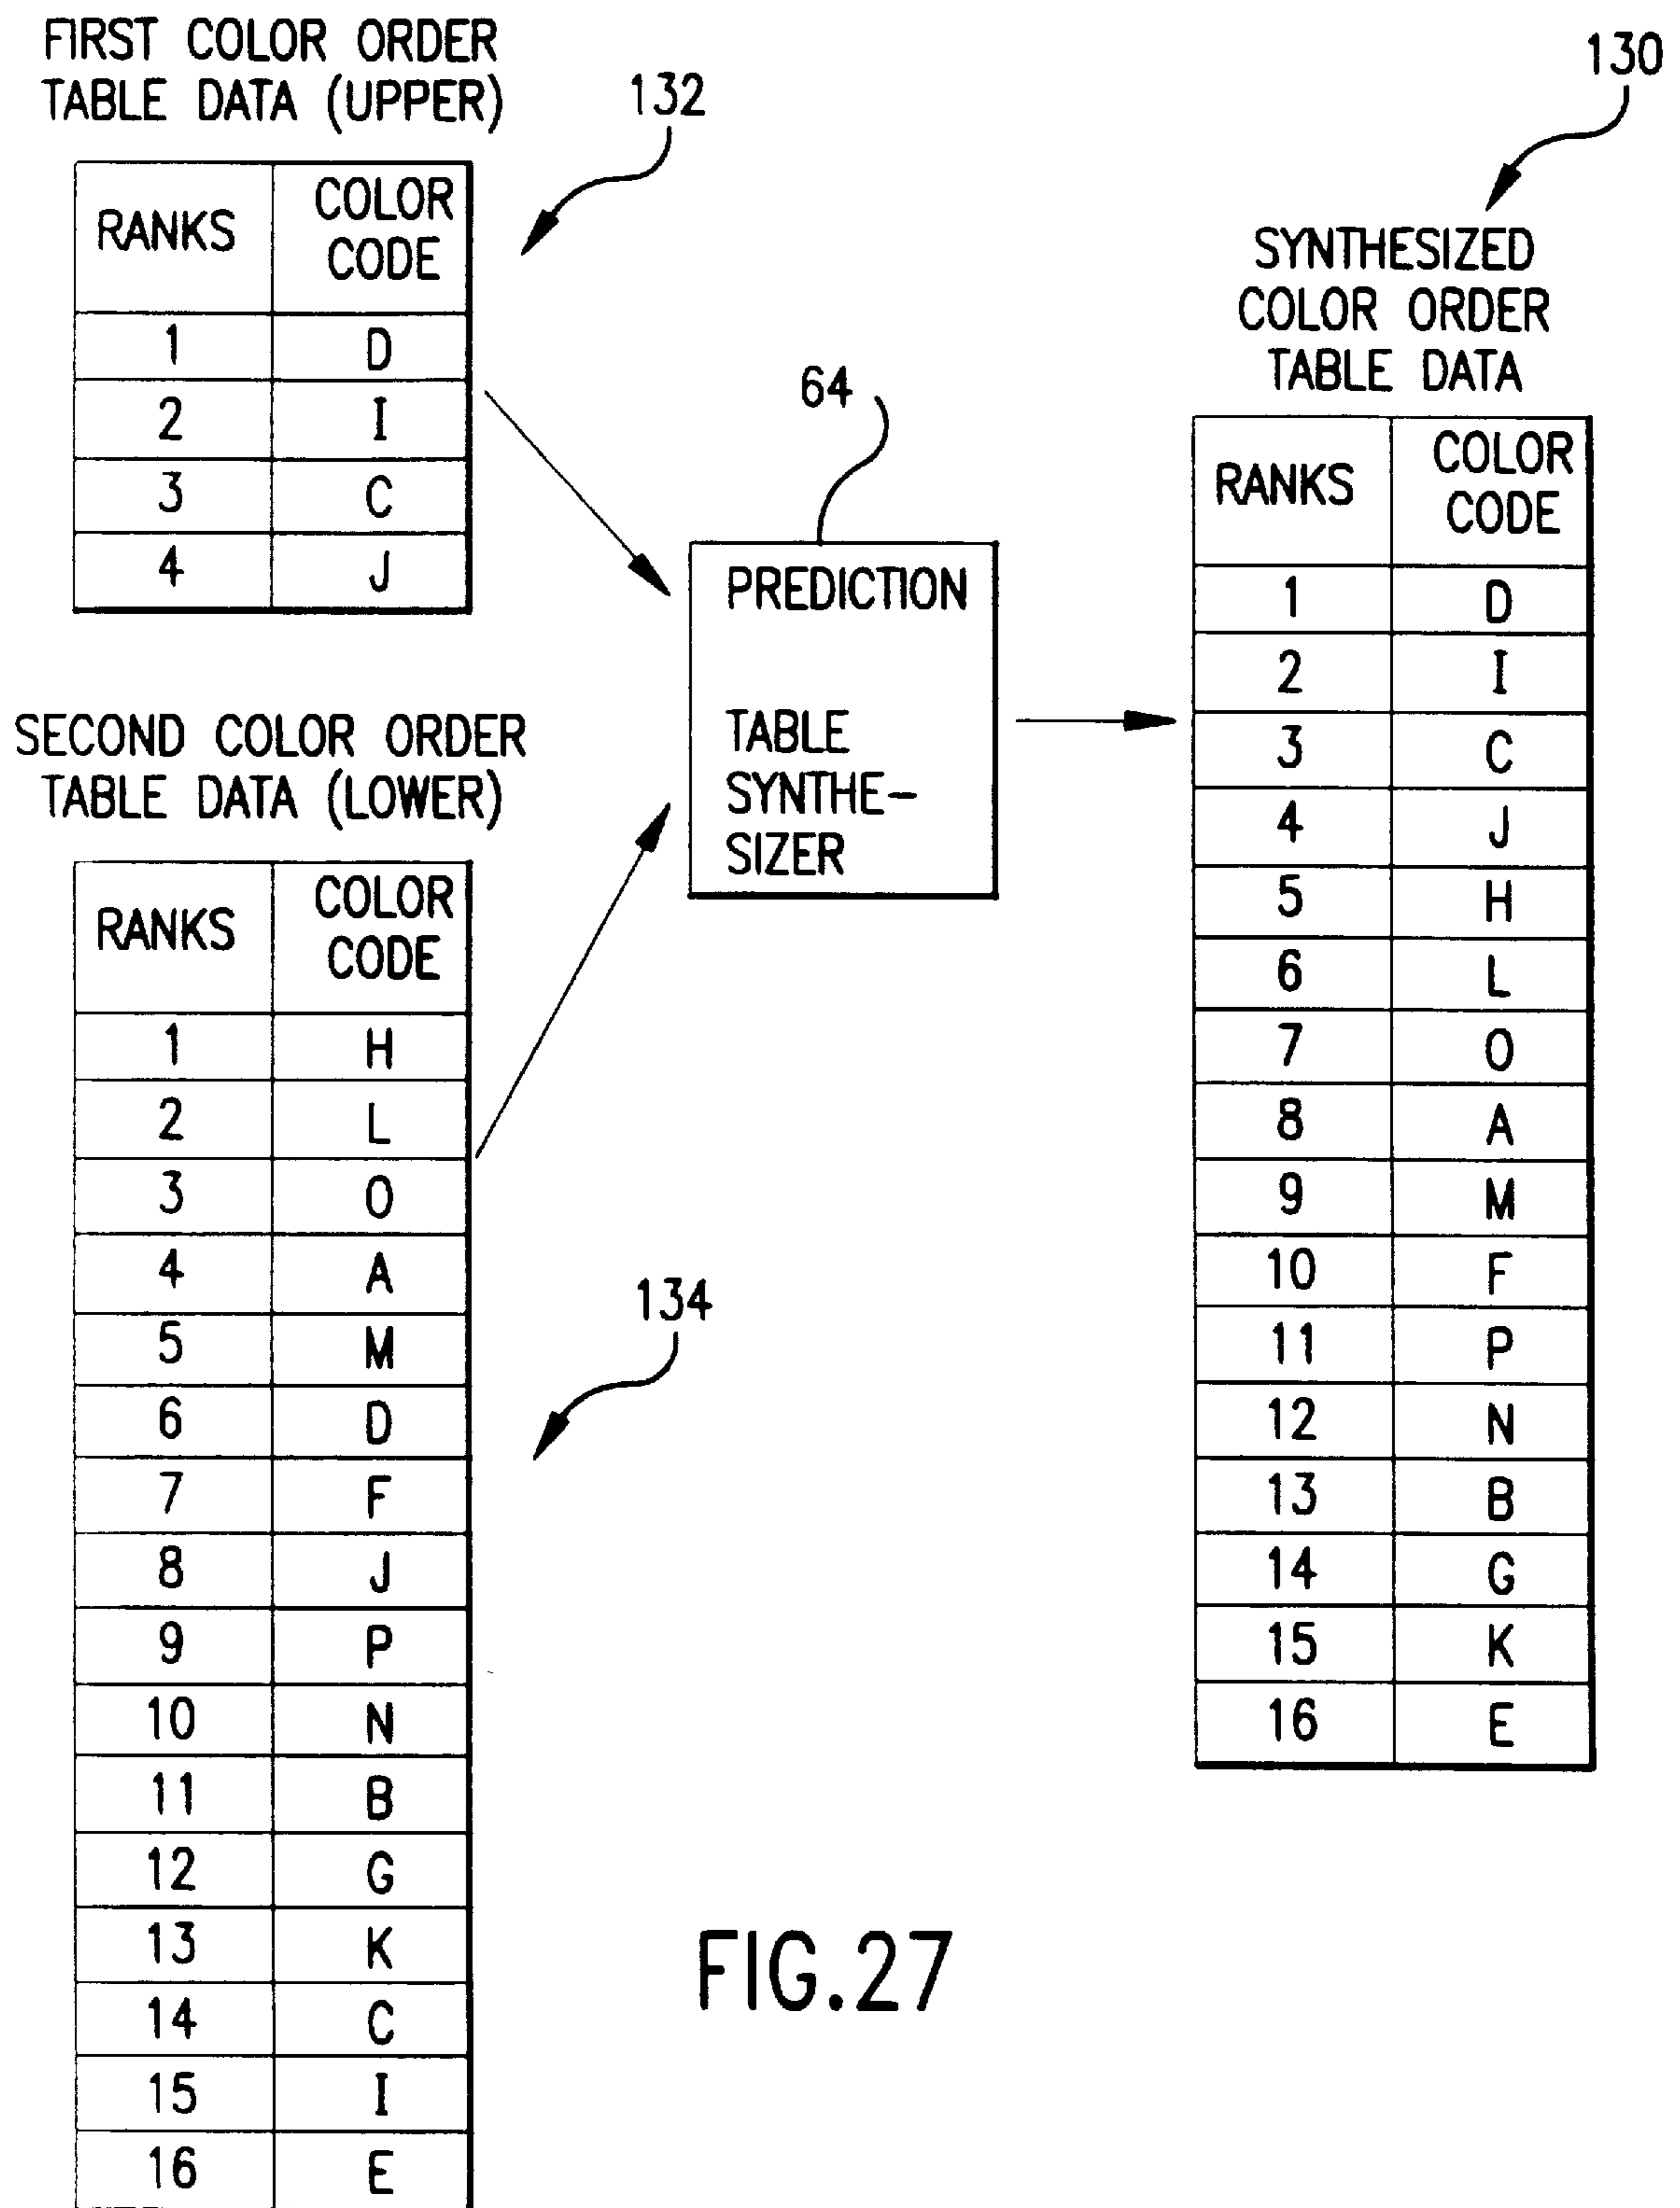 FIRST COLOR ORDER
TABLE DATA (UPPER)
132
RANKS COLOR CODE
1 D
2 I
3 C
4 J
SECOND COLOR ORDER
TABLE DATA (LOWER)
RANKS COLOR CODE
1 H
2 L
3 O
4 A
5 M
6 D
7 F
8 J
9 P
10 N
11 B
12 G
13 K
14 C
15 I
16 E
134
64
PREDICTION
TABLE
SYNTHE-
SIZER
130
SYNTHESIZED
COLOR ORDER
TABLE DATA
RANKS COLOR CODE
1 D
2 I
3 C
4 J
5 H
6 L
7 O
8 A
9 M
10 F
11 P
12 N
13 B
14 G
15 K
16 E
FIG.27